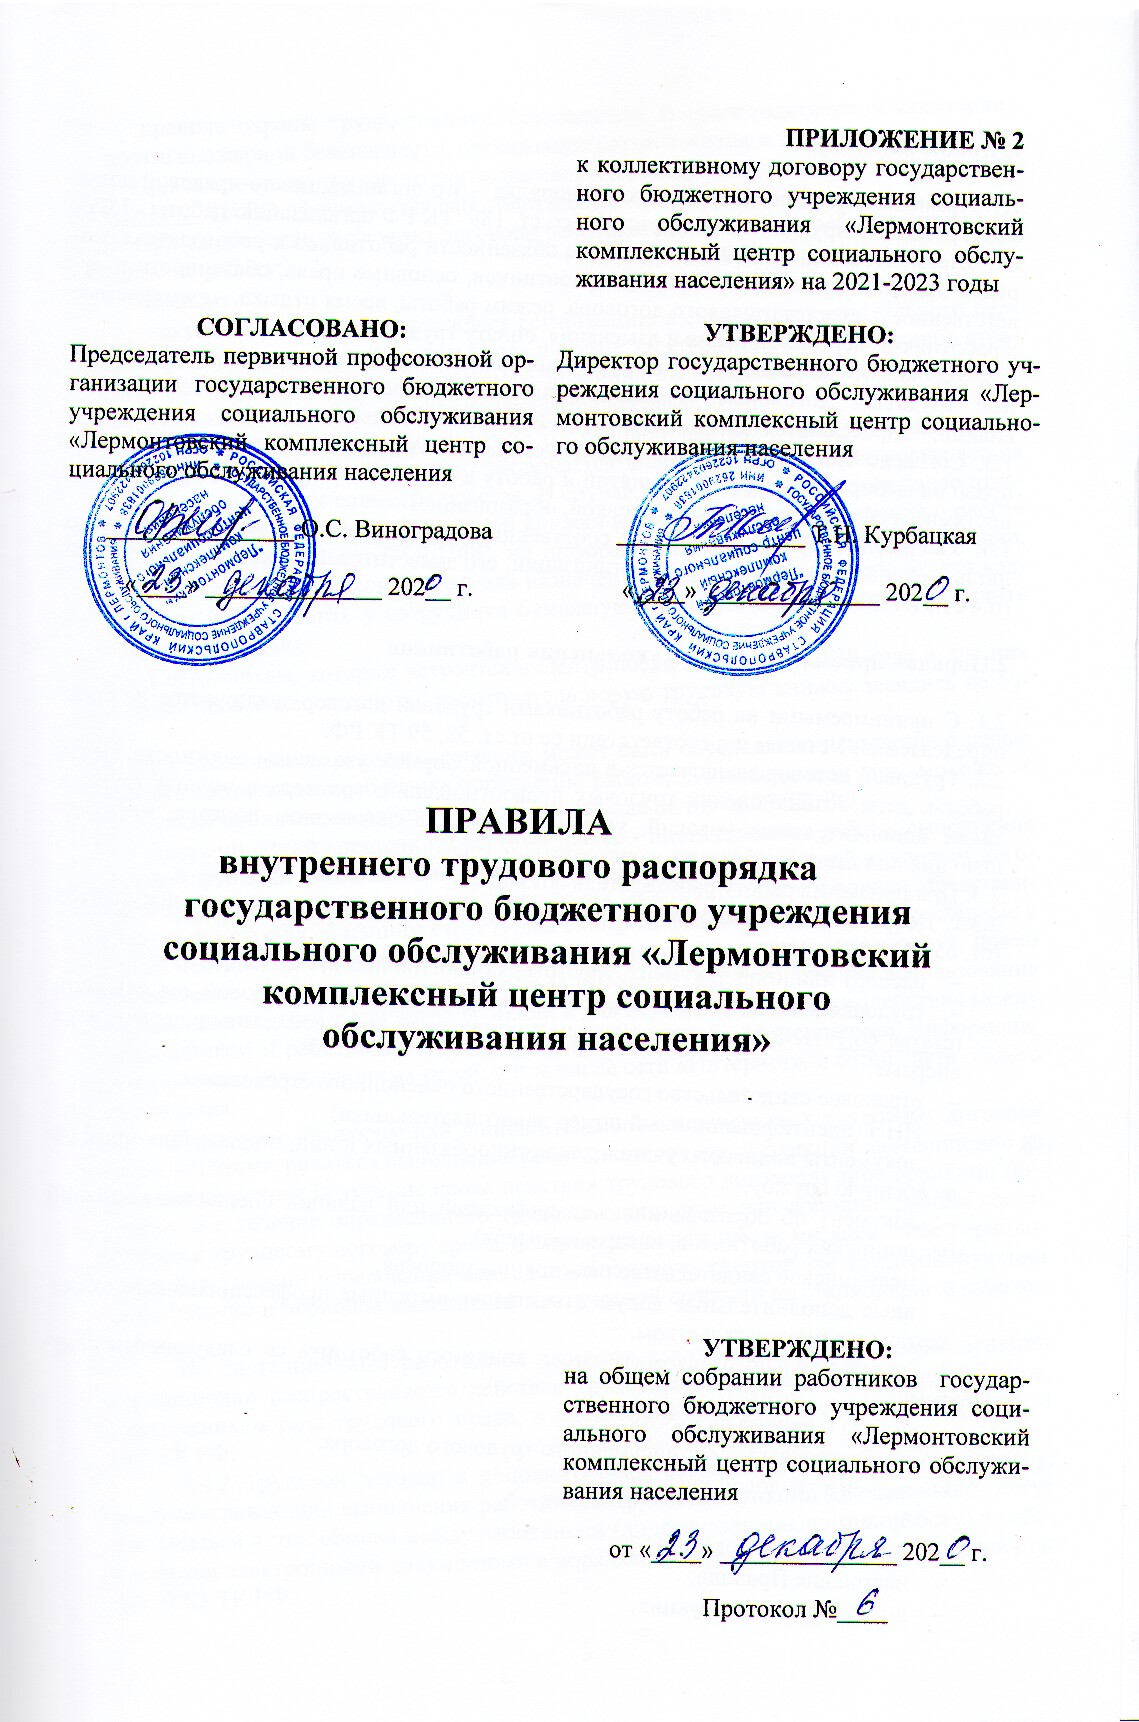 ПРИЛОЖЕНИЕ № 2
к коллективному договору государствен-
ного бюджетного учреждения социаль-
ного обслуживания «Лермонтовский
комплексный центр социального обслу-
живания населения» на 2021-2023 годы
СОГЛАСОВАНО:
Председатель первичной профсоюзной ор-
ганизации государственного бюджетного
учреждения социального обслуживания
«Лермонтовский комплексный центр со-
циального обслуживания населения
О.С. Виноградова
«23» декабря 2020 г.
УТВЕРЖДЕНО:
Директор государственного бюджетного уч-
реждения социального обслуживания «Лер-
монтовский комплексный центр социально-
го обслуживания населения
Курбацкая
«23» декабря 2020 г.
ПРАВИЛА
внутреннего трудового распорядка
государственного бюджетного учреждения
социального обслуживания «Лермонтовский
комплексный центр социального
обслуживания населения»
УТВЕРЖДЕНО:
на общем собрании работников государ-
ственного бюджетного учреждения соци-
ального обслуживания «Лермонтовский
комплексный центр социального обслужи-
вания населения
от «23» декабря 2020 г.
Протокол № 6